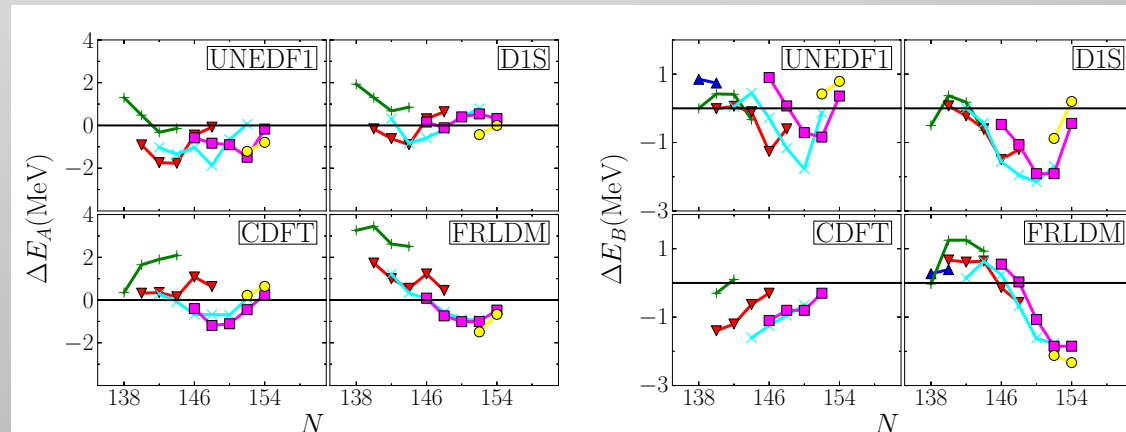 4
2
0
−2
4
ΔE_A(MeV)
UNEDF1
D1S
4
2
0
−2
CDFT
FRLDM
138
146
154
138
146
154
N
1
−1
−3
ΔE_B(MeV)
UNEDF1
D1S
1
−1
−3
CDFT
FRLDM
138
146
154
138
146
154
N